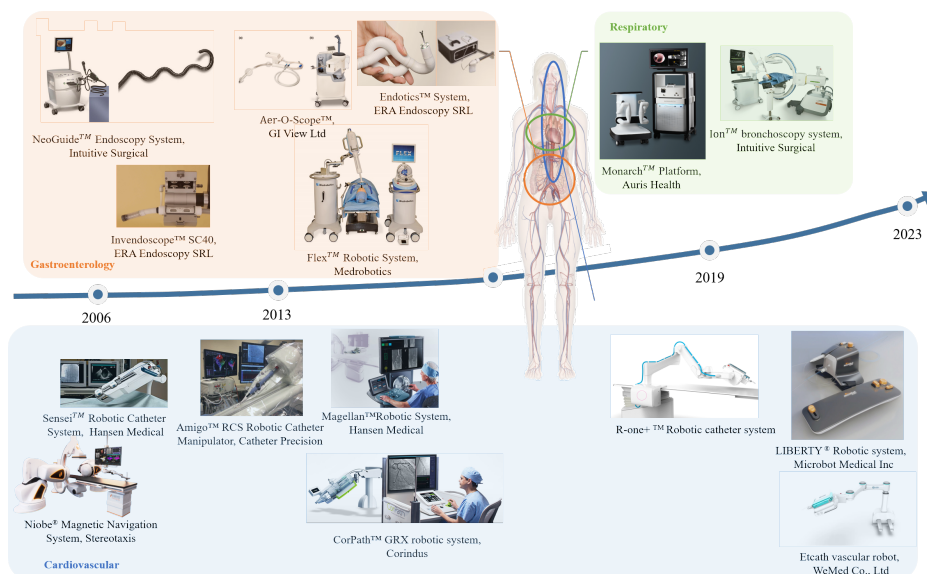 Respiratory
Endotics™ System,
ERA Endoscopy SRL
Aer-O-Scope™,
GI View Ltd
NeoGuide™ Endoscopy System,
Intuitive Surgical
Ion™ bronchoscopy system,
Intuitive Surgical
Monarch™ Platform,
Auris Health
FLEX
Invendoscope™ SC40,
ERA Endoscopy SRL
Flex™ Robotic System,
Medrobotics
Gastroenterology
2006
2013
2019
2023
Sensei™ Robotic Catheter
System, Hansen Medical
Amigo™ RCS Robotic Catheter
Manipulator, Catheter Precision
Magellan™Robotic System,
Hansen Medical
R-one+ ™ Robotic catheter system
LIBERTY® Robotic system,
Microbot Medical Inc
Niobe® Magnetic Navigation
System, Stereotaxis
CorPath™ GRX robotic system,
Corindus
Etcath vascular robot,
WeMed Co., Ltd
Cardiovascular